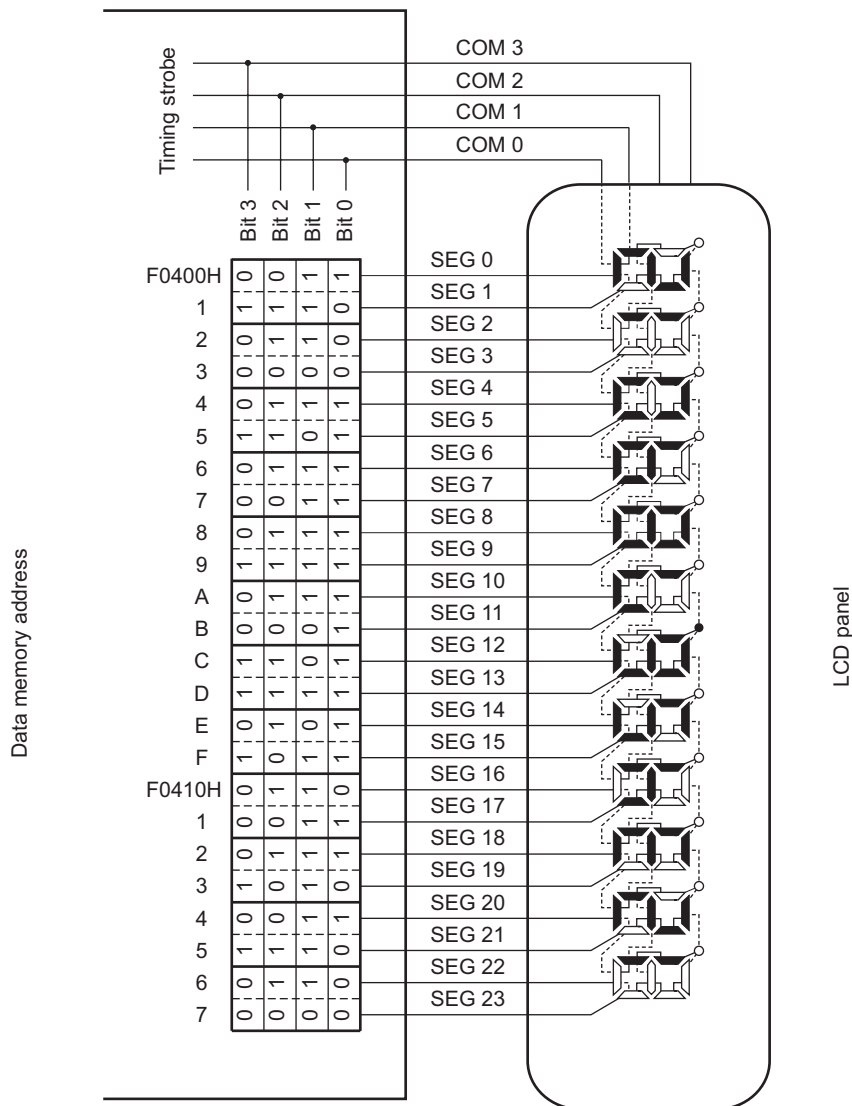 Timing strobe
COM 3
COM 2
COM 1
COM 0
Bit 3 Bit 2 Bit 1 Bit 0
F0400H 0 0 1 1 SEG 0
1 1 1 1 0 SEG 1
2 0 1 1 0 SEG 2
3 0 0 0 0 SEG 3
4 0 1 1 1 SEG 4
5 1 1 0 1 SEG 5
6 0 1 1 1 SEG 6
7 0 0 1 1 SEG 7
8 0 1 1 1 SEG 8
9 1 1 1 1 SEG 9
A 0 1 1 1 SEG 10
B 0 0 0 1 SEG 11
C 1 1 0 1 SEG 12
D 1 1 1 1 SEG 13
E 0 1 0 1 SEG 14
F 1 0 1 1 SEG 15
F0410H 0 1 1 0 SEG 16
1 0 0 1 1 SEG 17
2 0 1 1 1 SEG 18
3 1 0 1 0 SEG 19
4 0 0 1 1 SEG 20
5 1 1 1 0 SEG 21
6 0 1 1 0 SEG 22
7 0 0 0 0 SEG 23
Data memory address
LCD panel